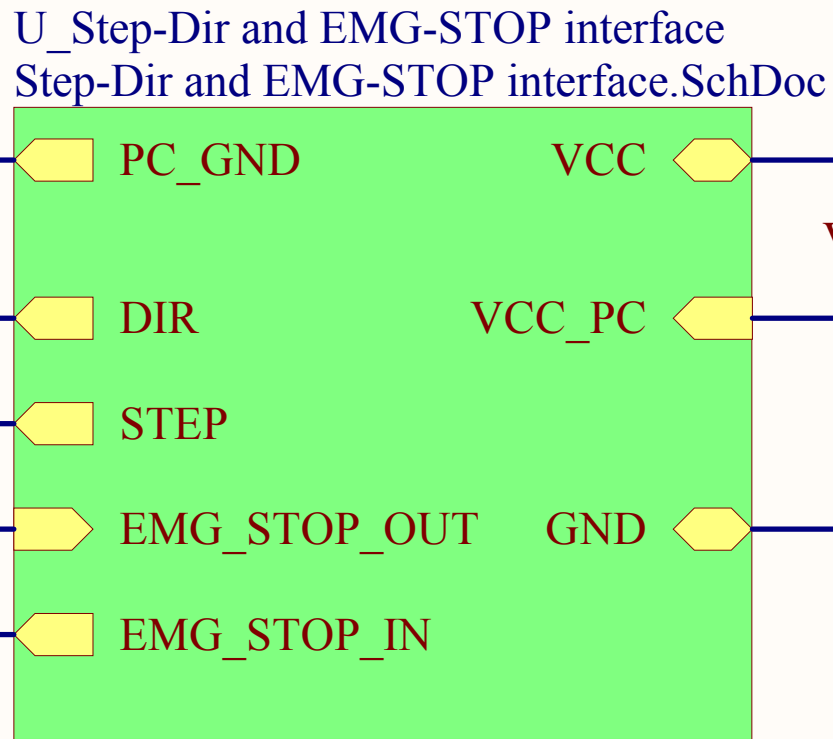 U_Step-Dir and EMG-STOP interface
Step-Dir and EMG-STOP interface.SchDoc
PC_GND VCC
DIR VCC_PC
STEP
EMG_STOP_OUT GND
EMG_STOP_IN